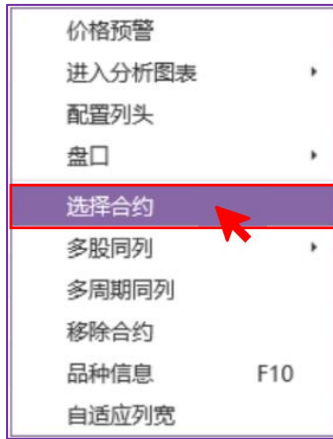 价格预警
进入分析图表
配置列头
盘口
选择合约
多股同列
多周期同列
移除合约
品种信息 F10
自适应列宽